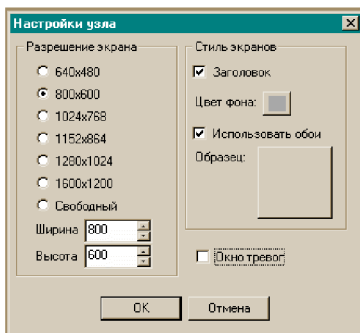 Настройки узла
Разрешение экрана
640x480
800x600
1024x768
1152x864
1280x1024
1600x1200
Свободный
Ширина 800
Высота 600
Стиль экранов
Заголовок
Цвет фона:
Использовать обои
Образец:
Окно тревог
OK
Отмена